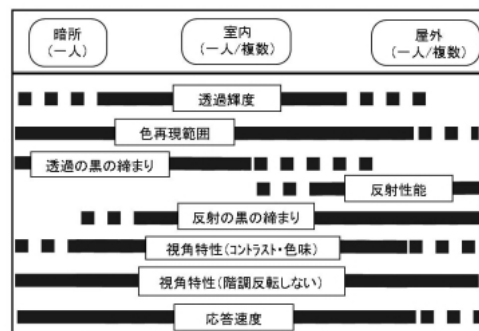 暗所
(一人)
室内
(一人/複数)
屋外
(一人/複数)
透過輝度
色再現範囲
透過の黒の締まり
反射性能
反射の黒の締まり
視角特性(コントラスト・色味)
視角特性(階調反転しない)
応答速度